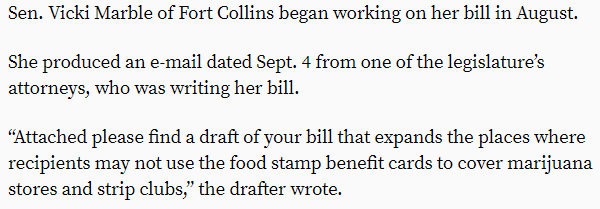 Sen. Vicki Marble of Fort Collins began working on her bill in August.
She produced an e-mail dated Sept. 4 from one of the legislature’s
attorneys, who was writing her bill.
“Attached please find a draft of your bill that expands the places where
recipients may not use the food stamp benefit cards to cover marijuana
stores and strip clubs,” the drafter wrote.